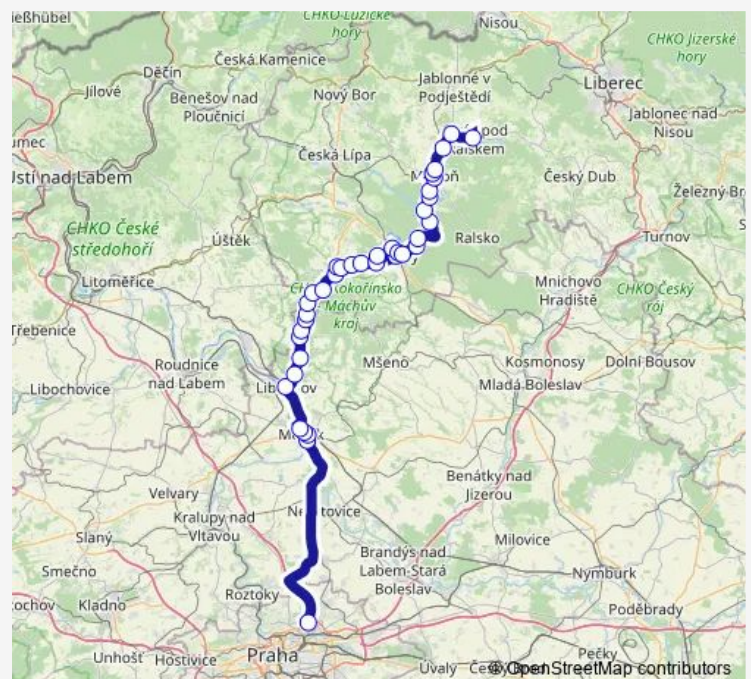 CHKO Lužické
hory
Nisou
CHKO Jizerské
hory
Česká Kamenice
Děčín
Jablonné v
Podještědí
Liberec
Jílové
Benešov nad
Ploučnicí
Nový Bor
Jablonec nad
Nisou
Česká Lípa
Ústí nad Labem
Český Dub
Železný Br
CHKO České
středohoří
Úštěk
Ralsko
Turnov
Litoměřice
Mnichovo
Hradiště
CHKO Český
ráj
Máchův
kraj
Roudnice
nad Labem
Mšeno
Kosmonosy
Dolní Bousov
Libochovice
Mladá Boleslav
Benátky nad
Jizerou
Velvary
Kralupy nad
Vltavou
Slaný
Milovice
Brandýs nad
Labem-Stará
Boleslav
Smečno
Nymburk
Roztoky
Kladno
Poděbrady
Praha
Unhošť
Hostivice
Úvaly
Pečky
© OpenStreetMap contributors